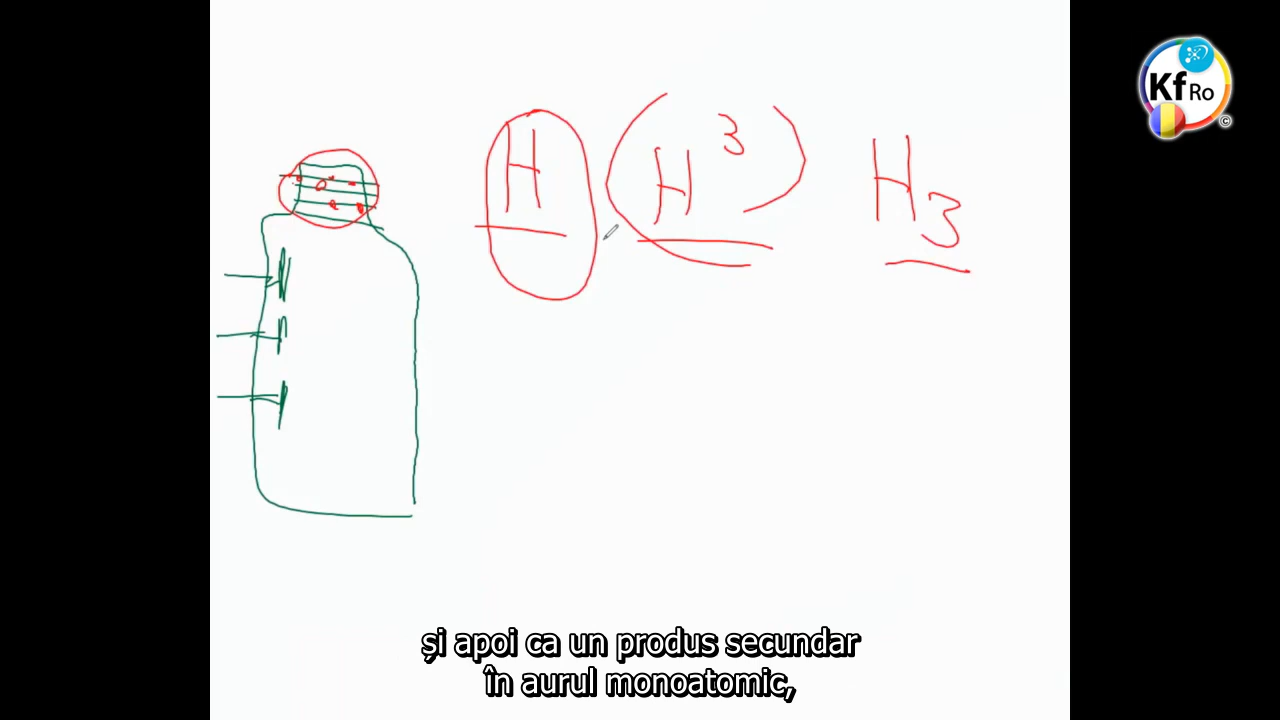 Kf Ro
©
H H³ H₃
și apoi ca un produs secundar
în aurul monoatomic,